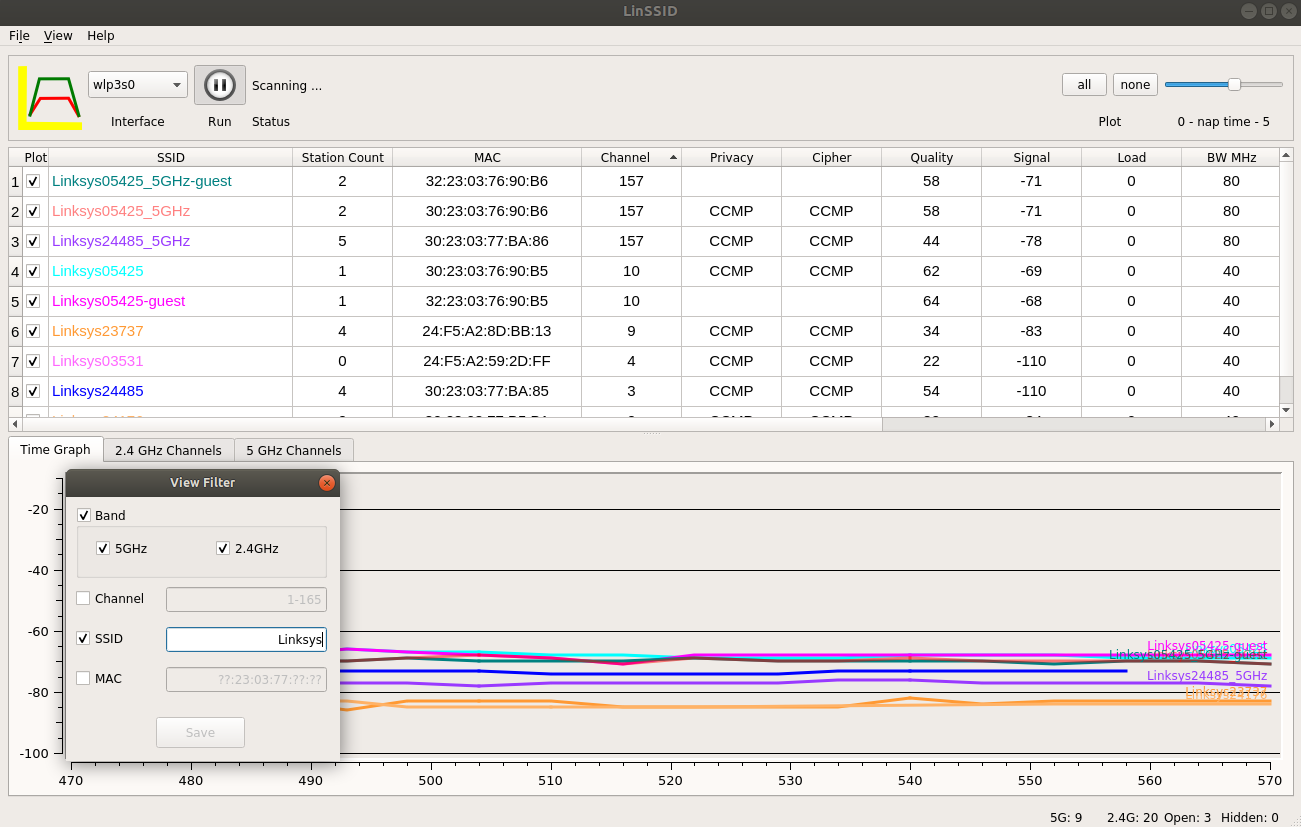 LinSSID
File View Help
wlp3s0 Scanning ... all none
Interface Run Status Plot 0 - nap time - 5
Plot SSID Station Count MAC Channel Privacy Cipher Quality Signal Load BW MHz
1 Linksys05425_5GHz-guest 2 32:23:03:76:90:B6 157 58 -71 0 80
2 Linksys05425_5GHz 2 30:23:03:76:90:B6 157 CCMP CCMP 58 -71 0 80
3 Linksys24485_5GHz 5 30:23:03:77:BA:86 157 CCMP CCMP 44 -78 0 80
4 Linksys05425 1 30:23:03:76:90:B5 10 CCMP CCMP 62 -69 0 40
5 Linksys05425-guest 1 32:23:03:76:90:B5 10 64 -68 0 40
6 Linksys23737 4 24:F5:A2:8D:BB:13 9 CCMP CCMP 34 -83 0 40
7 Linksys03531 0 24:F5:A2:59:2D:FF 4 CCMP CCMP 22 -110 0 40
8 Linksys24485 4 30:23:03:77:BA:85 3 CCMP CCMP 54 -110 0 40
Time Graph 2.4 GHz Channels 5 GHz Channels
View Filter
Band
5GHz 2.4GHz
Channel 1-165
SSID Linksys
MAC ??:23:03:77:??:??
Save
-20
-40
-60
-80
-100
Linksys05425-guest
Linksys05425_5GHz-guest
Linksys24485_5GHz
Linksys23737
470 480 490 500 510 520 530 540 550 560 570
5G: 9 2.4G: 20 Open: 3 Hidden: 0